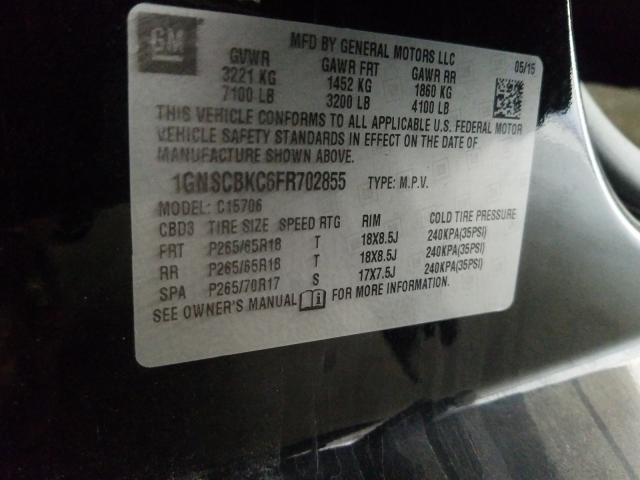 GM
MFD BY GENERAL MOTORS LLC
GVWR GAWR FRT GAWR RR 05/15
3221 KG 1452 KG 1860 KG
7100 LB 3200 LB 4100 LB
THIS VEHICLE CONFORMS TO ALL APPLICABLE U.S. FEDERAL MOTOR
VEHICLE SAFETY STANDARDS IN EFFECT ON THE DATE OF
MANUFACTURE SHOWN ABOVE.
1GNSCBKC6FR702855 TYPE: M.P.V.
MODEL: C15706
CBD3 TIRE SIZE SPEED RTG RIM COLD TIRE PRESSURE
FRT P265/65R18 T 18X8.5J 240KPA(35PSI)
RR P265/65R18 T 18X8.5J 240KPA(35PSI)
SPA P265/70R17 S 17X7.5J 240KPA(35PSI)
SEE OWNER'S MANUAL FOR MORE INFORMATION.